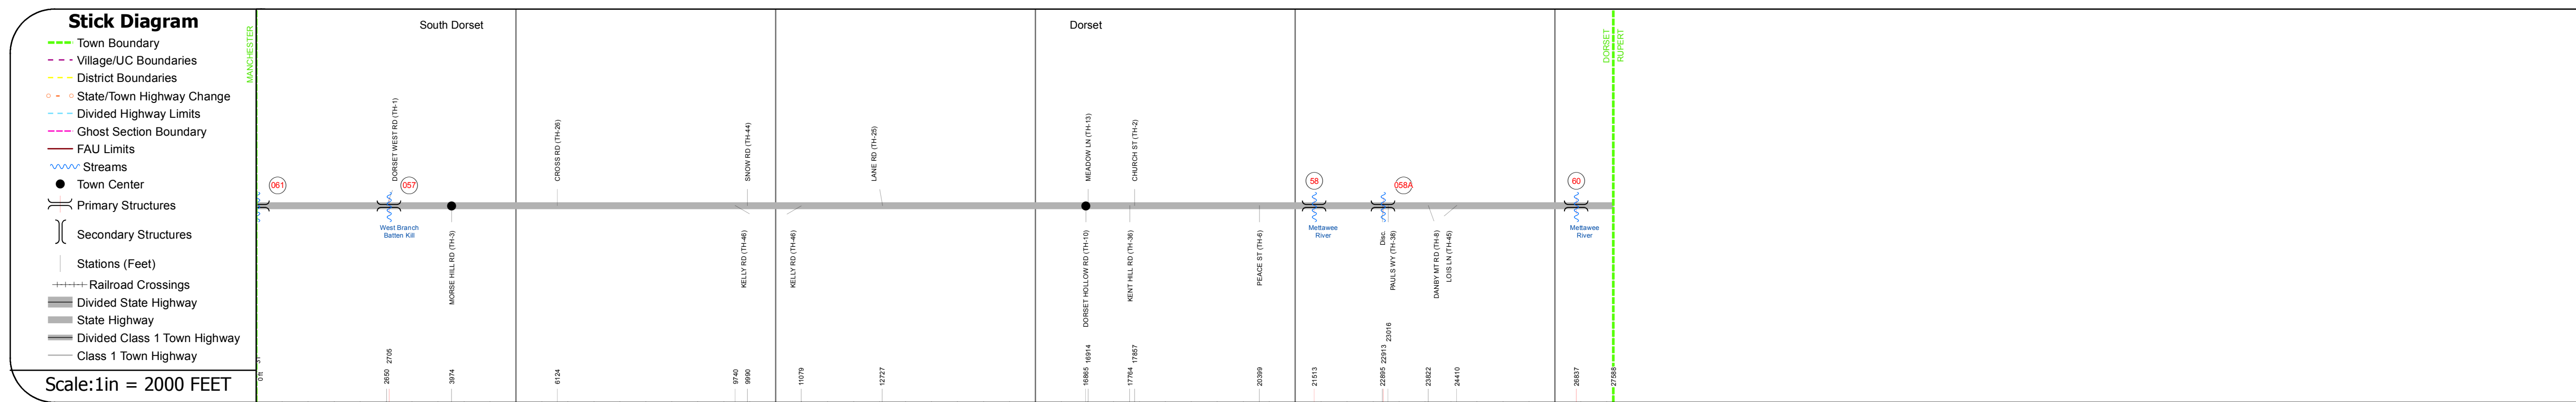 Stick Diagram
Town Boundary
Village/UC Boundaries
District Boundaries
State/Town Highway Change
Divided Highway Limits
Ghost Section Boundary
FAU Limits
Streams
Town Center
Primary Structures
Secondary Structures
Stations (Feet)
Railroad Crossings
Divided State Highway
State Highway
Divided Class 1 Town Highway
Class 1 Town Highway
Scale:1in = 2000 FEET
MANCHESTER
South Dorset
Dorset
DORSET
RUPERT
DORSET WEST RD (TH-1)
CROSS RD (TH-26)
SNOW RD (TH-44)
LANE RD (TH-25)
MEADOW LN (TH-13)
CHURCH ST (TH-2)
061
057
58
058A
60
West Branch
Batten Kill
MORSE HILL RD (TH-3)
KELLY RD (TH-46)
KELLY RD (TH-46)
DORSET HOLLOW RD (TH-10)
KENT HILL RD (TH-36)
PEACE ST (TH-6)
Mettawee
River
Disc.
PAULS WY (TH-38)
DANBY MT RD (TH-8)
LOIS LN (TH-45)
Mettawee
River
0 ft
2650
2705
3974
6124
9740
9990
11079
12727
16865
16914
17764
17857
20399
21513
22895
22913
23016
23822
24410
26837
27588